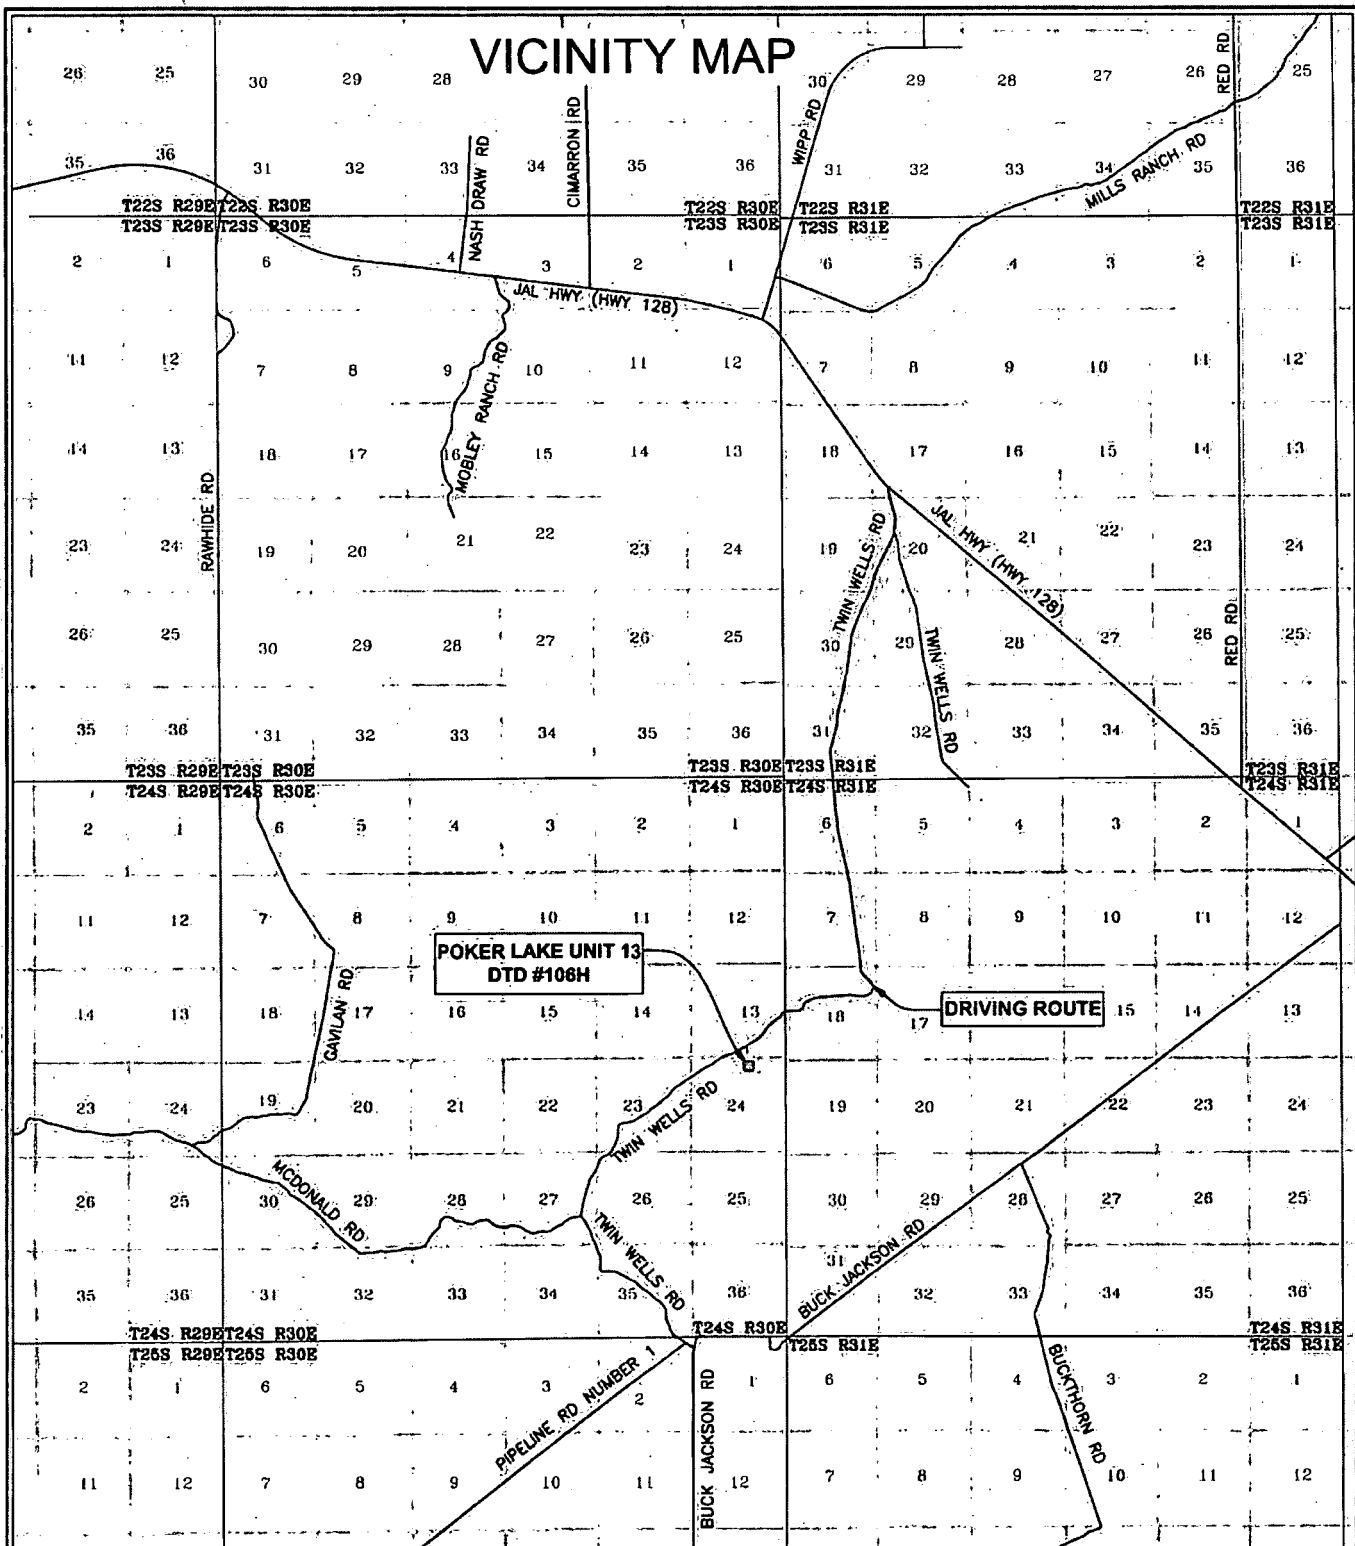 VICINITY MAP
26 25 30 29 28 30 29 28 27 26 25
RED RD
CIMARRON RD
WIPP RD
NASH DRAW RD
MILLS RANCH RD
35 36 31 32 33 34 35 36 31 32 33 34 35 36
T22S R29E T22S R30E T22S R30E T22S R31E T22S R31E
T23S R29E T23S R30E T23S R30E T23S R31E T23S R31E
2 1 6 5 4 3 2 1 6 5 4 3 2 1
JAL HWY (HWY 128)
11 12 7 8 9 10 11 12 7 8 9 10 11 12
MOBLEY RANCH RD
14 13 18 17 16 15 14 13 18 17 16 15 14 13
RAWHIDE RD
JAL HWY (HWY 128)
23 24 19 20 21 22 23 24 19 20 21 22 23 24
TWIN WELLS RD
26 25 30 29 28 27 26 25 30 29 28 27 26 25
RED RD
TWIN WELLS RD
35 36 31 32 33 34 35 36 31 32 33 34 35 36
T23S R29E T23S R30E T23S R30E T23S R31E T23S R31E
T24S R29E T24S R30E T24S R30E T24S R31E T24S R31E
2 1 6 5 4 3 2 1 6 5 4 3 2 1
11 12 7 8 9 10 11 12 7 8 9 10 11 12
POKER LAKE UNIT 13
DTD #106H
DRIVING ROUTE
14 13 18 17 16 15 14 13 18 17 15 14 13
GAVILAN RD
23 24 19 20 21 22 23 24 19 20 21 22 23 24
TWIN WELLS RD
MCDONALD RD
26 25 30 29 28 27 26 25 30 29 28 27 26 25
TWIN WELLS RD
BUCK JACKSON RD
35 36 31 32 33 34 35 36 31 32 33 34 35 36
T24S R29E T24S R30E T24S R30E T24S R31E
T25S R29E T25S R30E T25S R31E T25S R31E
2 1 6 5 4 3 2 1 6 5 4 3 2 1
PIPELINE RD NUMBER 1
BUCK JACKSON RD
BUCKTHORN RD
11 12 7 8 9 10 11 12 7 8 9 10 11 12